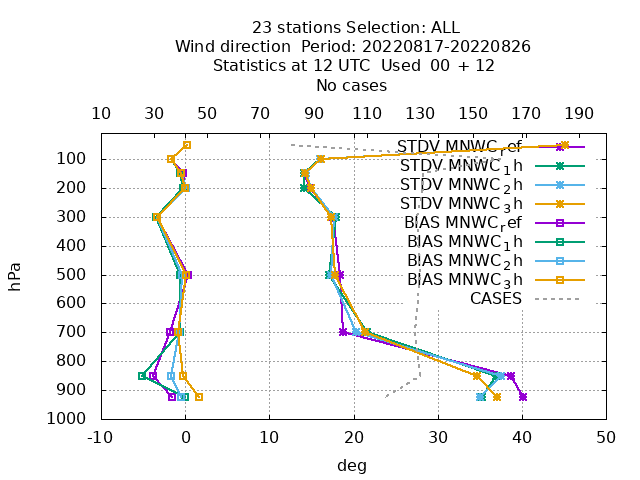 23 stations Selection: ALL
Wind direction  Period: 20220817-20220826
Statistics at 12 UTC  Used  00 + 12
No cases
10 30 50 70 90 110 130 150 170 190
STDV MNWC_ref
STDV MNWC_1h
STDV MNWC_2h
STDV MNWC_3h
BIAS MNWC_ref
BIAS MNWC_1h
BIAS MNWC_2h
BIAS MNWC_3h
CASES
hPa
100
200
300
400
500
600
700
800
900
1000
-10 0 10 20 30 40 50
deg